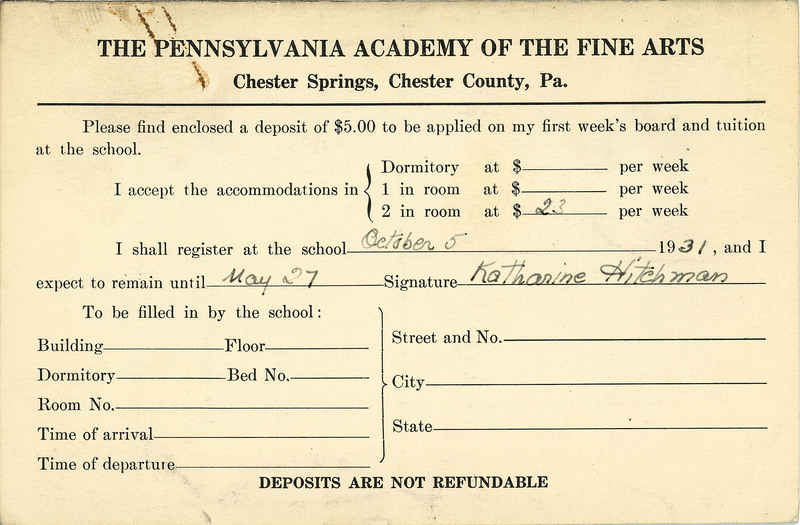 THE PENNSYLVANIA ACADEMY OF THE FINE ARTS
Chester Springs, Chester County, Pa.
Please find enclosed a deposit of $5.00 to be applied on my first week's board and tuition
at the school.
Dormitory at $ per week
I accept the accommodations in 1 in room at $ per week
2 in room at $ 23 per week
I shall register at the school October 5 1931, and I
expect to remain until May 27 Signature Katharine Hitchman
To be filled in by the school:
Building Floor
Dormitory Bed No.
Room No.
Time of arrival
Time of departure
Street and No.
City
State
DEPOSITS ARE NOT REFUNDABLE